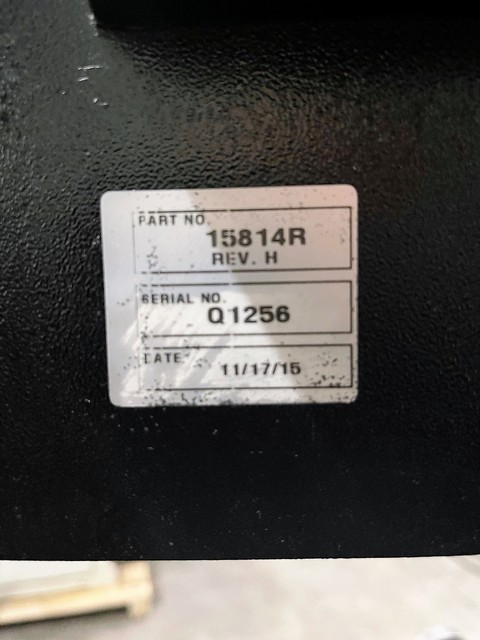 PART NO.
15814R
REV. H
SERIAL NO.
Q1256
DATE
11/17/15